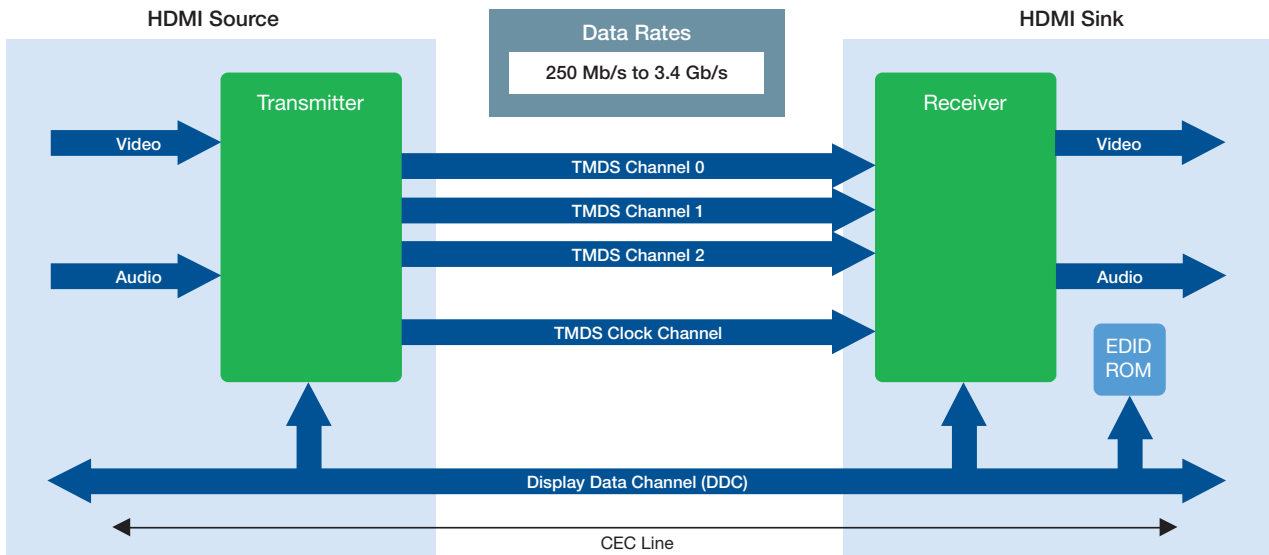 HDMI Source
HDMI Sink
Data Rates
250 Mb/s to 3.4 Gb/s
Transmitter
Receiver
Video
Video
TMDS Channel 0
TMDS Channel 1
TMDS Channel 2
Audio
Audio
TMDS Clock Channel
EDID
ROM
Display Data Channel (DDC)
CEC Line